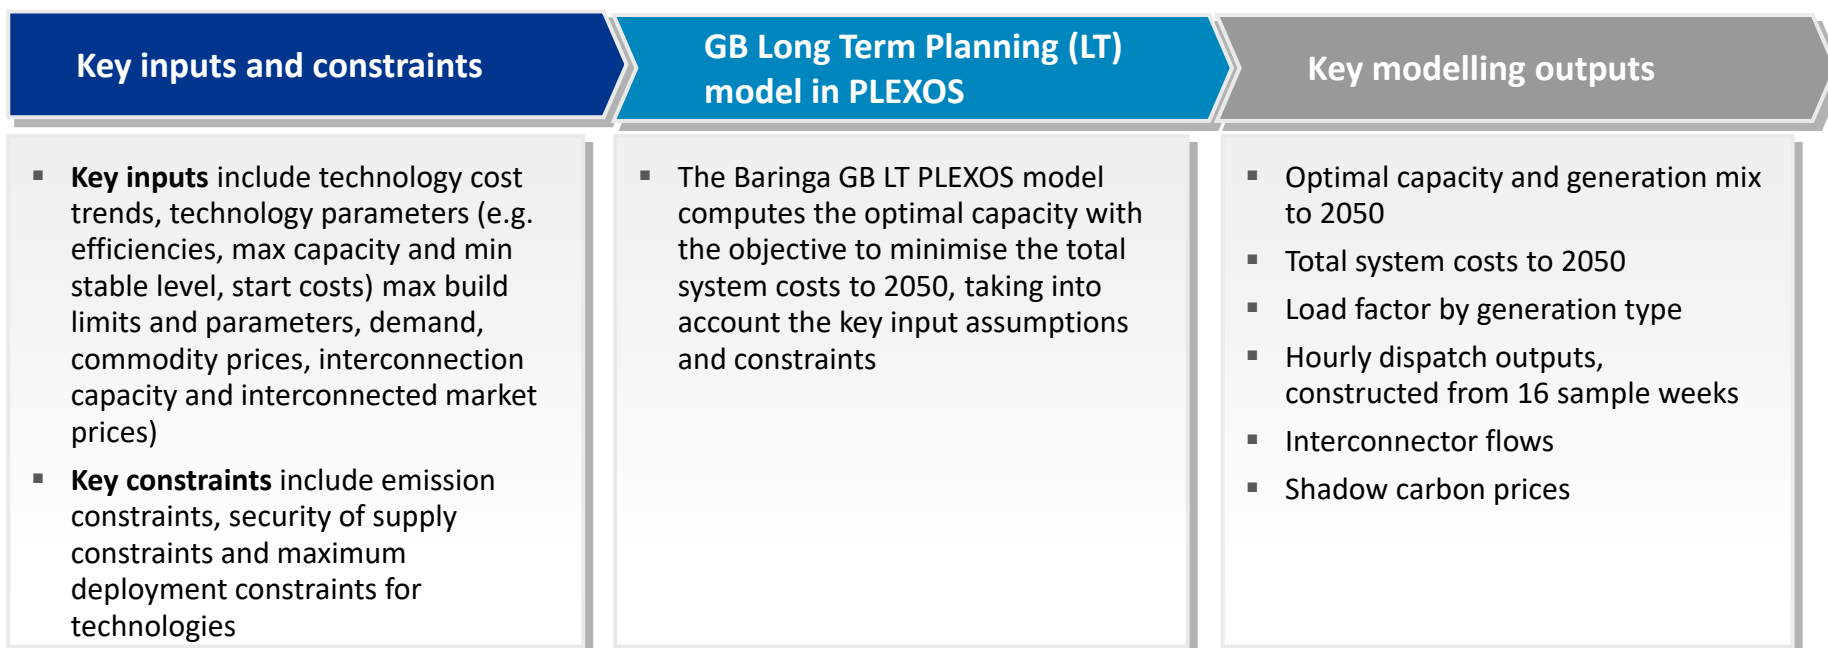 Key inputs and constraints
GB Long Term Planning (LT)
model in PLEXOS
Key modelling outputs
▪ Key inputs include technology cost
trends, technology parameters (e.g.
efficiencies, max capacity and min
stable level, start costs) max build
limits and parameters, demand,
commodity prices, interconnection
capacity and interconnected market
prices)
▪ Key constraints include emission
constraints, security of supply
constraints and maximum
deployment constraints for
technologies
▪ The Baringa GB LT PLEXOS model
computes the optimal capacity with
the objective to minimise the total
system costs to 2050, taking into
account the key input assumptions
and constraints
▪ Optimal capacity and generation mix
to 2050
▪ Total system costs to 2050
▪ Load factor by generation type
▪ Hourly dispatch outputs,
constructed from 16 sample weeks
▪ Interconnector flows
▪ Shadow carbon prices